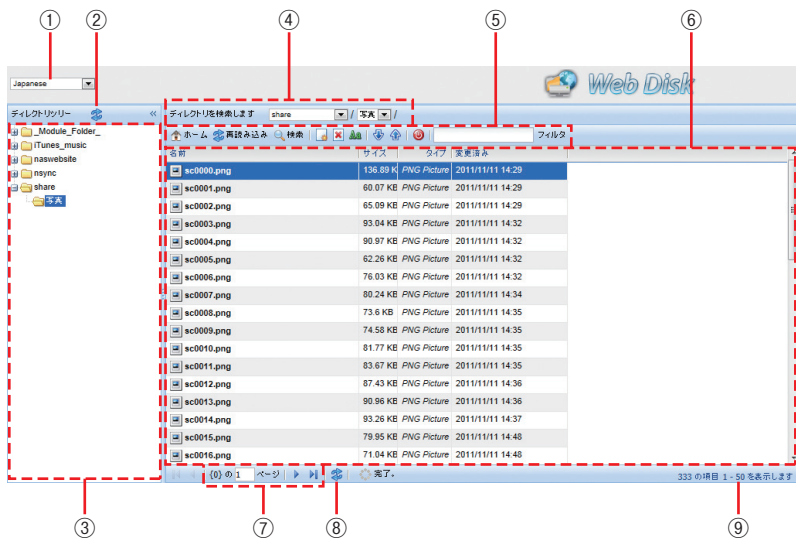 ① ② ④ ⑤ ⑥
Japanese
Web Disk
ディレクトリツリー
ディレクトリを検索します share / 写真 /
ホーム 再読み込み 検索 Aa フィルタ
_Module_Folder_
iTunes_music
naswebsite
nsync
share
写真
名前 サイズ タイプ 変更済み
sc0000.png 136.89 K PNG Picture 2011/11/11 14:29
sc0001.png 60.07 KB PNG Picture 2011/11/11 14:29
sc0002.png 65.09 KB PNG Picture 2011/11/11 14:29
sc0003.png 93.04 KB PNG Picture 2011/11/11 14:32
sc0004.png 90.97 KB PNG Picture 2011/11/11 14:32
sc0005.png 62.26 KB PNG Picture 2011/11/11 14:32
sc0006.png 76.03 KB PNG Picture 2011/11/11 14:32
sc0007.png 80.24 KB PNG Picture 2011/11/11 14:34
sc0008.png 73.6 KB PNG Picture 2011/11/11 14:35
sc0009.png 74.58 KB PNG Picture 2011/11/11 14:35
sc0010.png 81.77 KB PNG Picture 2011/11/11 14:35
sc0011.png 83.67 KB PNG Picture 2011/11/11 14:35
sc0012.png 87.43 KB PNG Picture 2011/11/11 14:36
sc0013.png 90.96 KB PNG Picture 2011/11/11 14:36
sc0014.png 93.26 KB PNG Picture 2011/11/11 14:37
sc0015.png 79.95 KB PNG Picture 2011/11/11 14:48
sc0016.png 71.04 KB PNG Picture 2011/11/11 14:48
{0} の 1 ページ 完了。 333 の項目 1 - 50 を表示します
③ ⑦ ⑧ ⑨